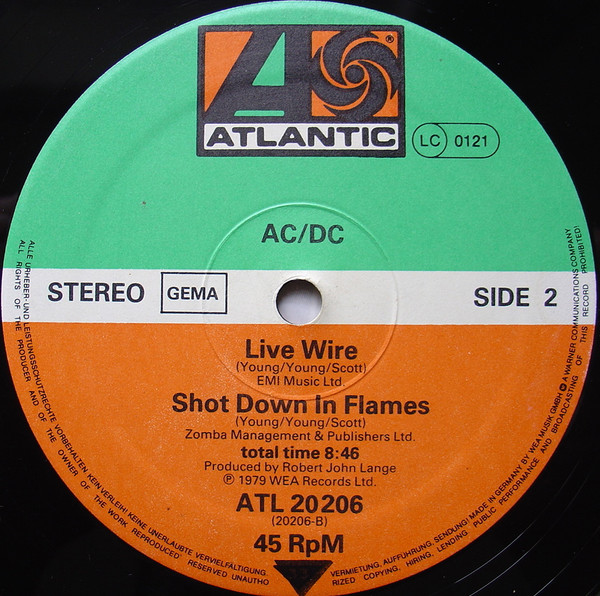 ATLANTIC
®
LC 0121
AC/DC
STEREO
GEMA
SIDE 2
Live Wire
(Young/Young/Scott)
EMI Music Ltd.
Shot Down In Flames
(Young/Young/Scott)
Zomba Management & Publishers Ltd.
total time 8:46
Produced by Robert John Lange
Ⓟ 1979 WEA Records Ltd.
ATL 20206
(20206-B)
45 RpM
ALLE URHEBER- UND LEISTUNGSSCHUTZRECHTE VORBEHALTEN KEIN VERLEIH! KEINE UNERLAUBTE VERVIELFÄLTIGUNG,
VERMIETUNG, AUFFÜHRUNG, SENDUNG! MADE IN GERMANY BY WEA MUSIK GMBH A WARNER COMMUNICATIONS COMPANY
ALL RIGHTS OF THE PRODUCER AND OF THE OWNER OF THE WORK REPRODUCED RESERVED UNAUTHO
RIZED COPYING, HIRING, LENDING, PUBLIC PERFORMANCE AND BROADCASTING OF THIS RECORD PROHIBITED!